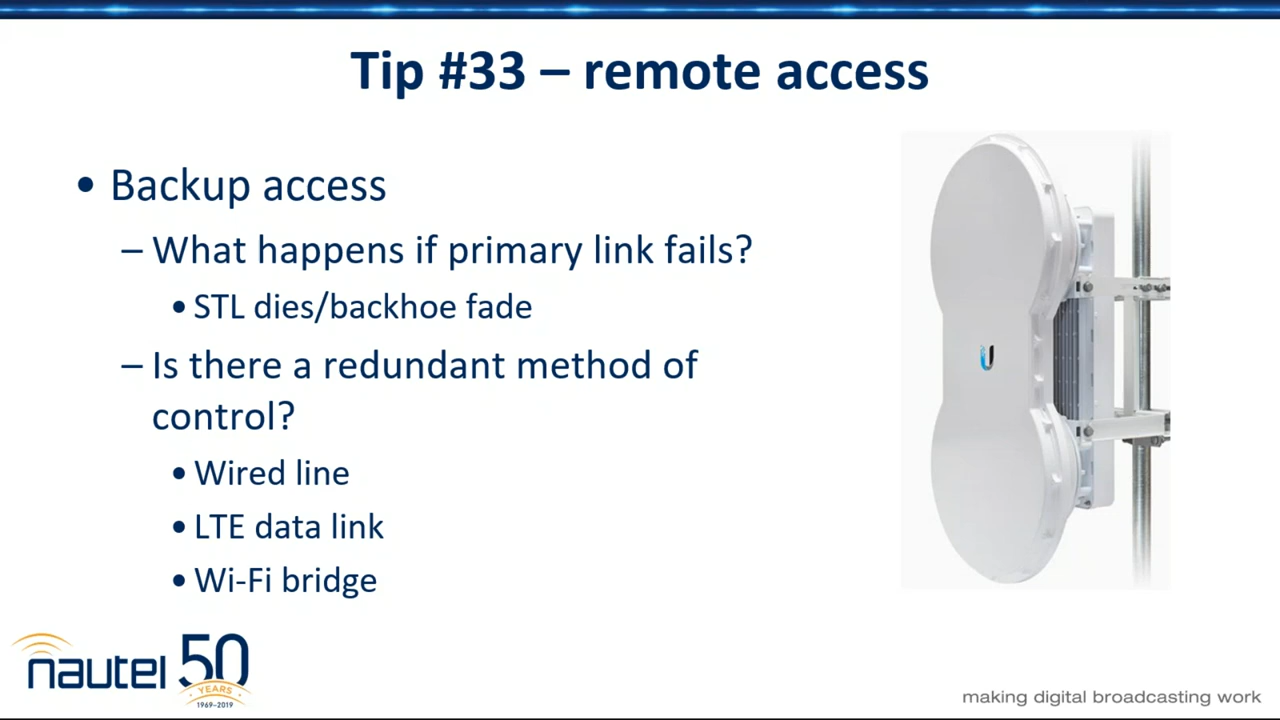 Tip #33 – remote access
• Backup access
– What happens if primary link fails?
• STL dies/backhoe fade
– Is there a redundant method of
control?
• Wired line
• LTE data link
• Wi-Fi bridge
nautel 50
YEARS
1969–2019
making digital broadcasting work